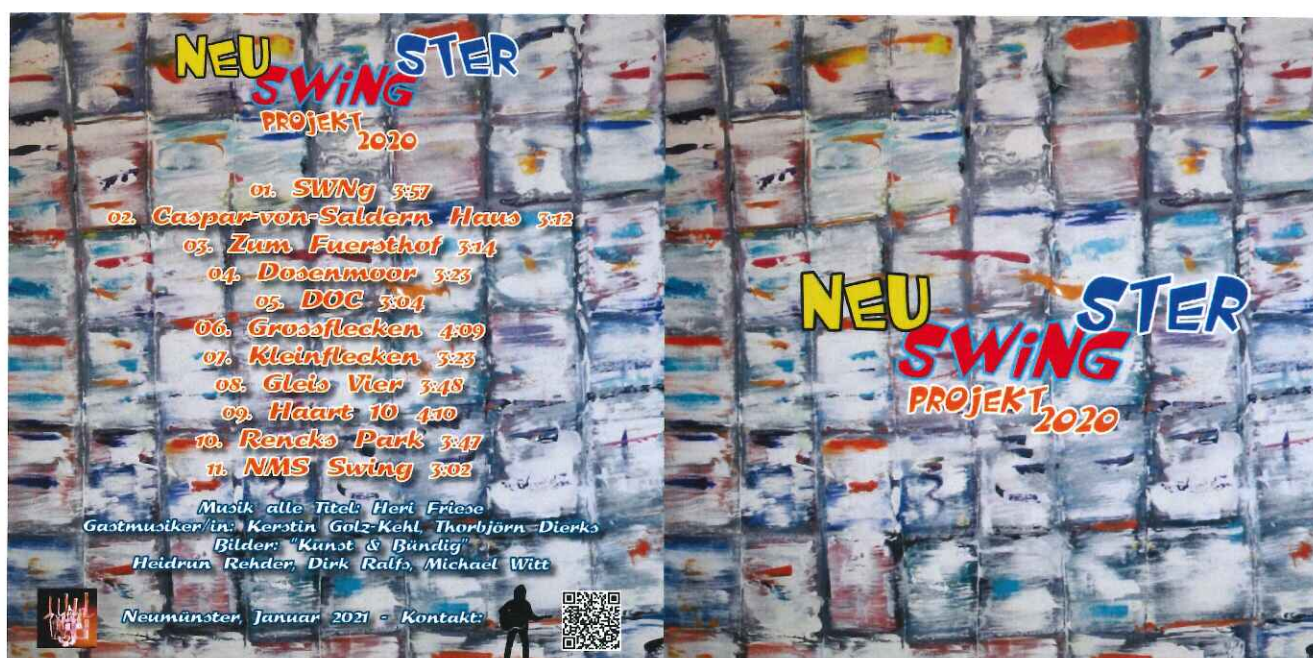 NEU STER
SWiNG
PROjEKT
2020
01. SWNg 3:57
02. Caspar-von-Saldern Haus 3:12
03. Zum Fuersthof 3:14
04. Dosenmoor 3:23
05. DOC 3:04
06. Grossflecken 4:09
07. Kleinflecken 3:23
08. Gleis Vier 3:48
09. Haart 10 4:10
10. Rencks Park 3:47
11. NMS Swing 3:02
Musik alle Titel: Heri Friese
Gastmusiker/in: Kerstin Golz-Kehl, Thorbjörn Dierks
Bilder: "Kunst & Bündig"
Heidrun Rehder, Dirk Ralfs, Michael Witt
Neumünster, Januar 2021 - Kontakt:
NEU STER
SWiNG
PROjEKT
2020